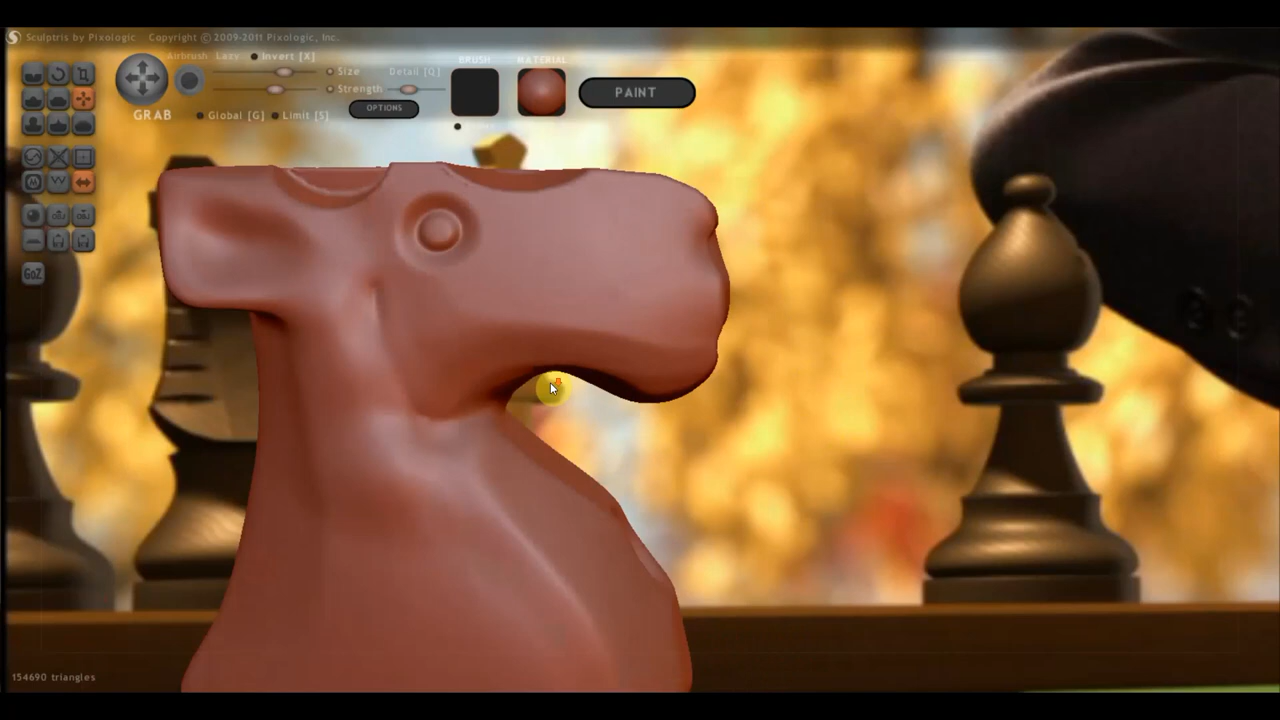 Sculptris by Pixologic Copyright © 2009-2011 Pixologic, Inc.
Airbrush Lazy Invert [X]
Size Detail [Q]
Strength
OPTIONS
GRAB
Global [G] Limit [S]
BRUSH
MATERIAL
PAINT
GoZ
154690 triangles